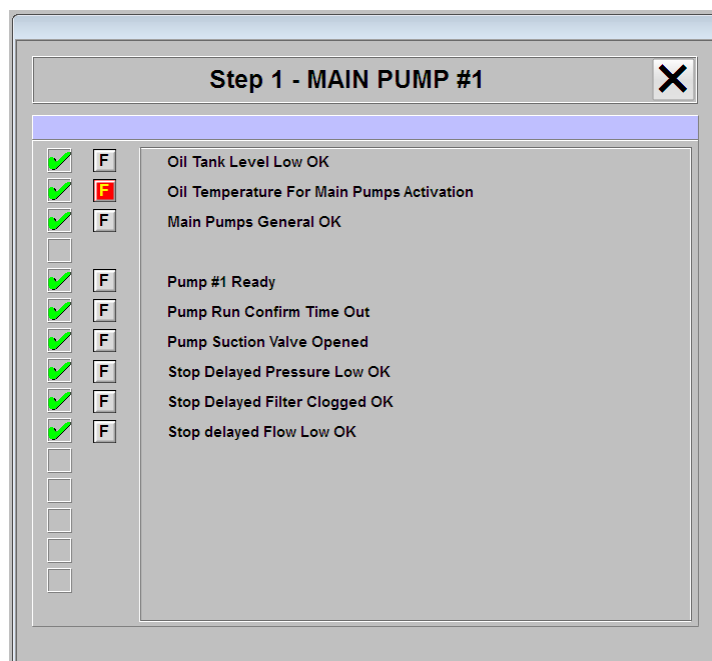 Step 1 - MAIN PUMP #1
F Oil Tank Level Low OK
F Oil Temperature For Main Pumps Activation
F Main Pumps General OK
F Pump #1 Ready
F Pump Run Confirm Time Out
F Pump Suction Valve Opened
F Stop Delayed Pressure Low OK
F Stop Delayed Filter Clogged OK
F Stop delayed Flow Low OK